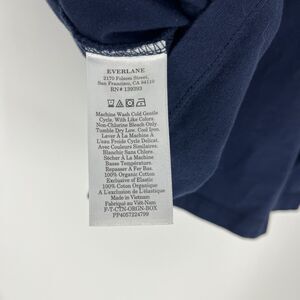 EVERLANE
2170 Folsom Street,
San Francisco, CA 94110
RN# 139393
Machine Wash Cold Gentle
Cycle, With Like Colors.
Non-Chlorine Bleach Only
Tumble Dry Low. Cool Iron.
Laver À La Machine À
L'eau Froide Cycle Delicat.
Avec Couleurs Similaires.
Blanchir Sans Chlore.
Sécher À La Machine
Basse Température.
Repasser A Fer Bas
100% Organic Cotton
Exclusive of Elastic
100% Coton Organique
A L'exclusion de L'élastique
Made in Vietnam
Fabriqué au Viêt-Nam
F-T-CTN-ORGN-BOX
PP4057224799